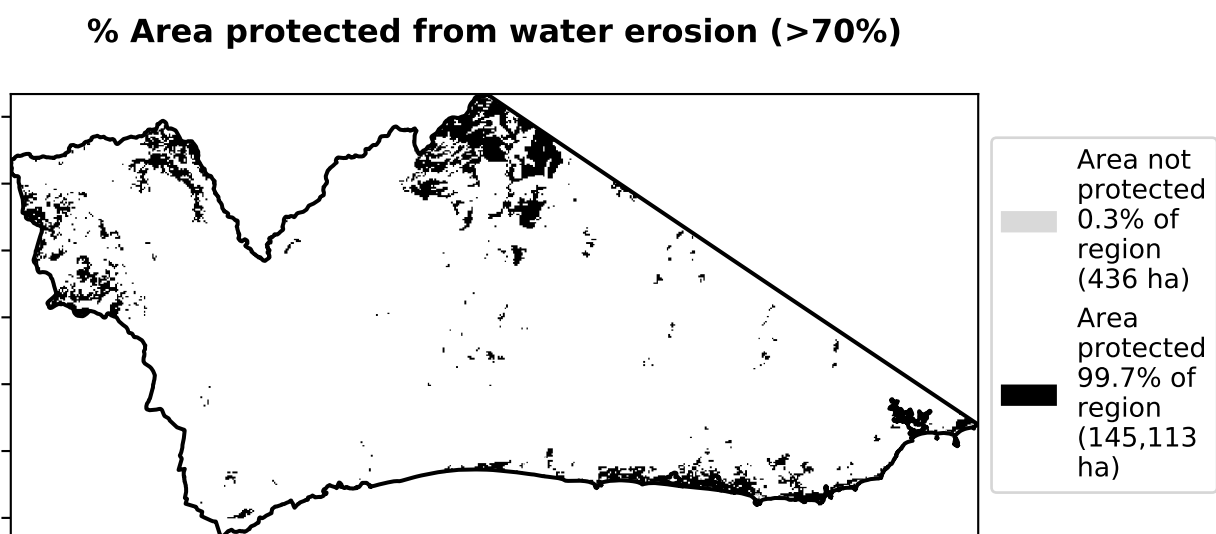 % Area protected from water erosion (>70%)
Area not
protected
0.3% of
region
(436 ha)
Area
protected
99.7% of
region
(145,113
ha)